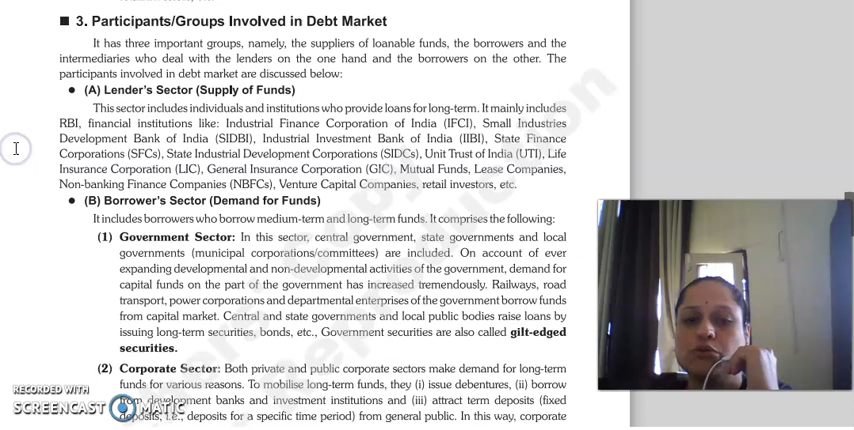 ■ 3. Participants/Groups Involved in Debt Market
It has three important groups, namely, the suppliers of loanable funds, the borrowers and the
intermediaries who deal with the lenders on the one hand and the borrowers on the other. The
participants involved in debt market are discussed below:
● (A) Lender's Sector (Supply of Funds)
This sector includes individuals and institutions who provide loans for long-term. It mainly includes
RBI, financial institutions like: Industrial Finance Corporation of India (IFCI), Small Industries
Development Bank of India (SIDBI), Industrial Investment Bank of India (IIBI), State Finance
Corporations (SFCs), State Industrial Development Corporations (SIDCs), Unit Trust of India (UTI), Life
Insurance Corporation (LIC), General Insurance Corporation (GIC), Mutual Funds, Lease Companies,
Non-banking Finance Companies (NBFCs), Venture Capital Companies, retail investors, etc.
● (B) Borrower's Sector (Demand for Funds)
It includes borrowers who borrow medium-term and long-term funds. It comprises the following:
(1) Government Sector: In this sector, central government, state governments and local
governments (municipal corporations/committees) are included. On account of ever
expanding developmental and non-developmental activities of the government, demand for
capital funds on the part of the government has increased tremendously. Railways, road
transport, power corporations and departmental enterprises of the government borrow funds
from capital market. Central and state governments and local public bodies raise loans by
issuing long-term securities, bonds, etc., Government securities are also called gilt-edged
securities.
(2) Corporate Sector: Both private and public corporate sectors make demand for long-term
funds for various reasons. To mobilise long-term funds, they (i) issue debentures, (ii) borrow
from development banks and investment institutions and (iii) attract term deposits (fixed
deposits, i.e., deposits for a specific time period) from general public. In this way, corporate
RECORDED WITH
SCREENCAST MATIC